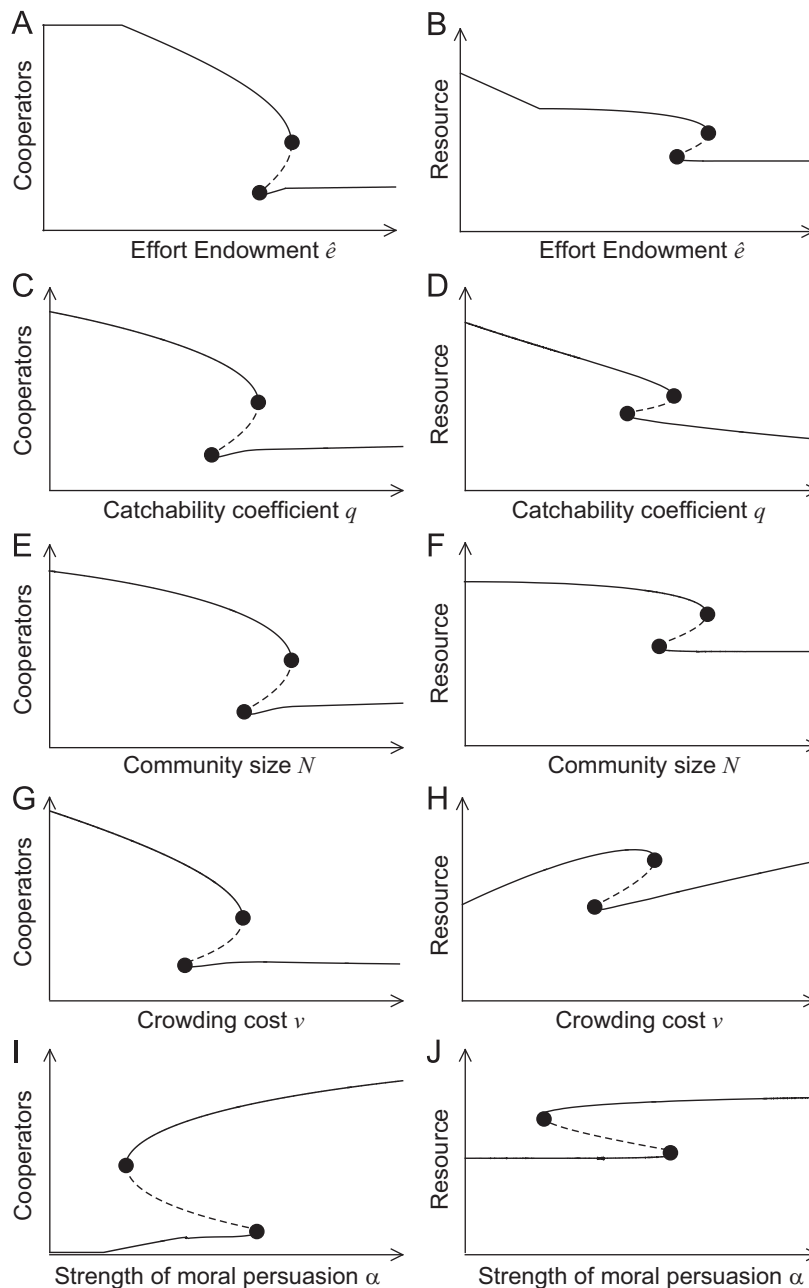 A
Cooperators
Effort Endowment ê
B
Resource
Effort Endowment ê
C
Cooperators
Catchability coefficient q
D
Resource
Catchability coefficient q
E
Cooperators
Community size N
F
Resource
Community size N
G
Cooperators
Crowding cost v
H
Resource
Crowding cost v
I
Cooperators
Strength of moral persuasion α
J
Resource
Strength of moral persuasion α